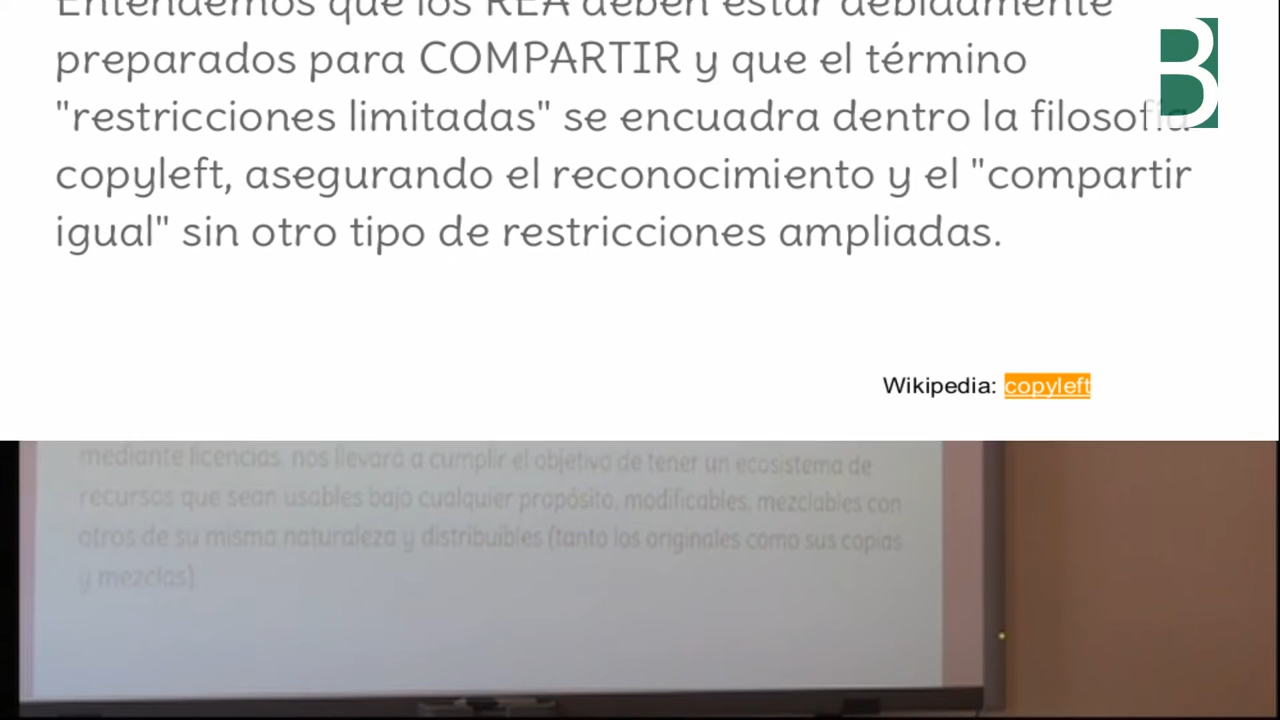 Entendemos que los REA deben estar debidamente
preparados para COMPARTIR y que el término
"restricciones limitadas" se encuadra dentro la filosofía
copyleft, asegurando el reconocimiento y el "compartir
igual" sin otro tipo de restricciones ampliadas.
Wikipedia: copyleft
mediante licencias, nos llevará a cumplir el objetivo de tener un ecosistema de
recursos que sean usables bajo cualquier propósito, modificables, mezclables con
otros de su misma naturaleza y distribuibles (tanto los originales como sus copias
y mezclas).
B